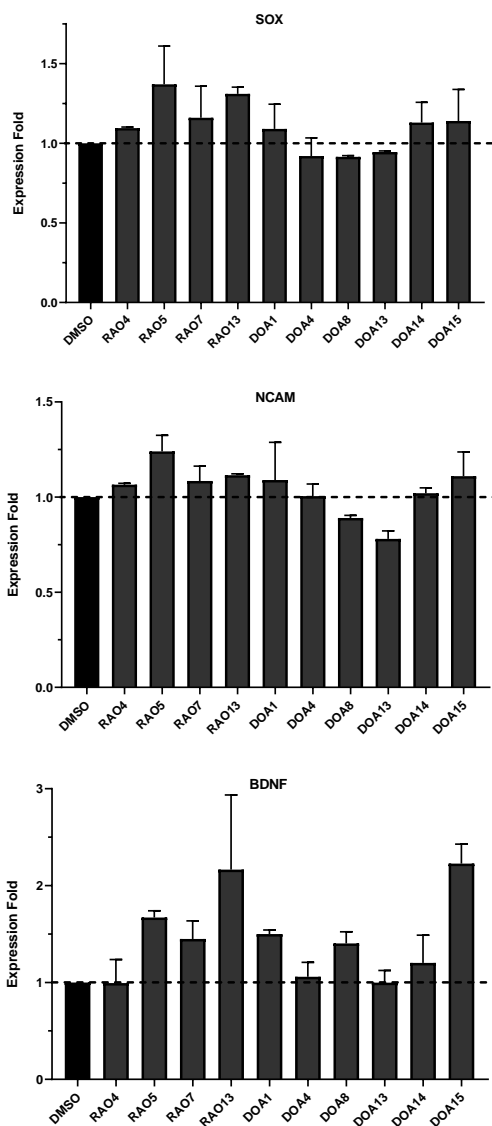 SOX
Expression Fold
1.5
1.0
0.5
0.0
DMSO
RAO4
RAO5
RAO7
RAO13
DOA1
DOA4
DOA8
DOA13
DOA14
DOA15
NCAM
Expression Fold
1.5
1.0
0.5
0.0
DMSO
RAO4
RAO5
RAO7
RAO13
DOA1
DOA4
DOA8
DOA13
DOA14
DOA15
BDNF
Expression Fold
3
2
1
0
DMSO
RAO4
RAO5
RAO7
RAO13
DOA1
DOA4
DOA8
DOA13
DOA14
DOA15